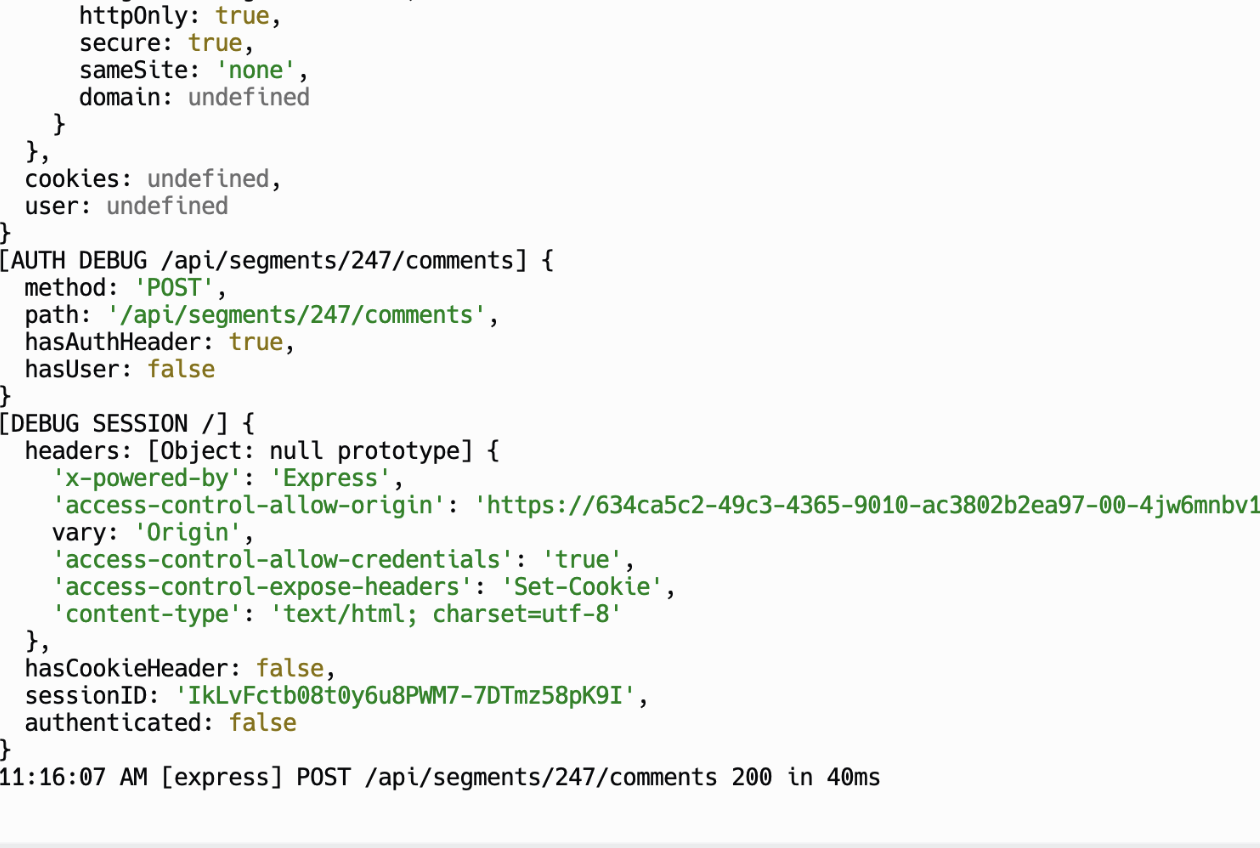 httpOnly: true,
secure: true,
sameSite: 'none',
domain: undefined
}
},
cookies: undefined,
user: undefined
}
[AUTH DEBUG /api/segments/247/comments] {
method: 'POST',
path: '/api/segments/247/comments',
hasAuthHeader: true,
hasUser: false
}
[DEBUG SESSION /] {
headers: [Object: null prototype] {
'x-powered-by': 'Express',
'access-control-allow-origin': 'https://634ca5c2-49c3-4365-9010-ac3802b2ea97-00-4jw6mnbv1
vary: 'Origin',
'access-control-allow-credentials': 'true',
'access-control-expose-headers': 'Set-Cookie',
'content-type': 'text/html; charset=utf-8'
},
hasCookieHeader: false,
sessionID: 'IkLvFctb08t0y6u8PWM7-7DTmz58pK9I',
authenticated: false
}
11:16:07 AM [express] POST /api/segments/247/comments 200 in 40ms